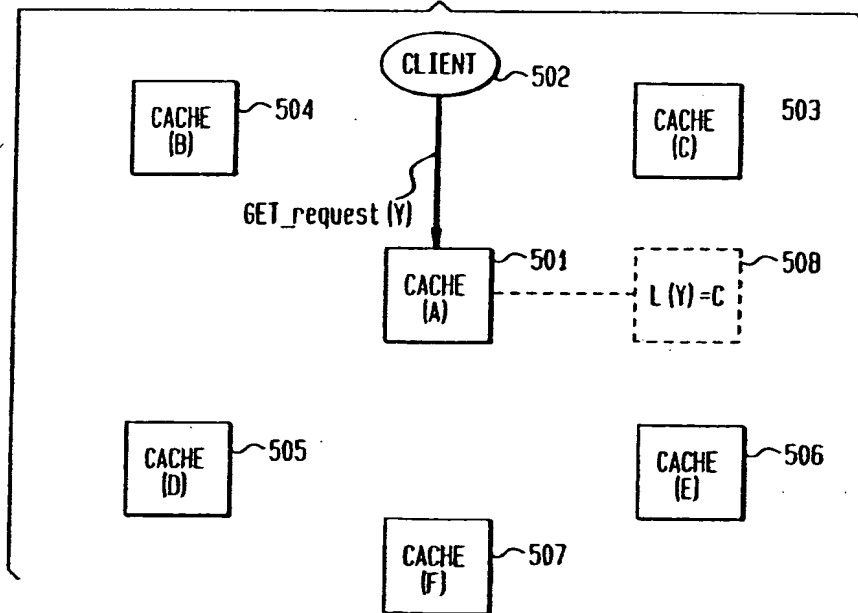 CLIENT
502
CACHE
(B)
504
CACHE
(C)
503
GET_request (Y)
CACHE
(A)
501
L (Y) =C
508
CACHE
(D)
505
CACHE
(E)
506
CACHE
(F)
507